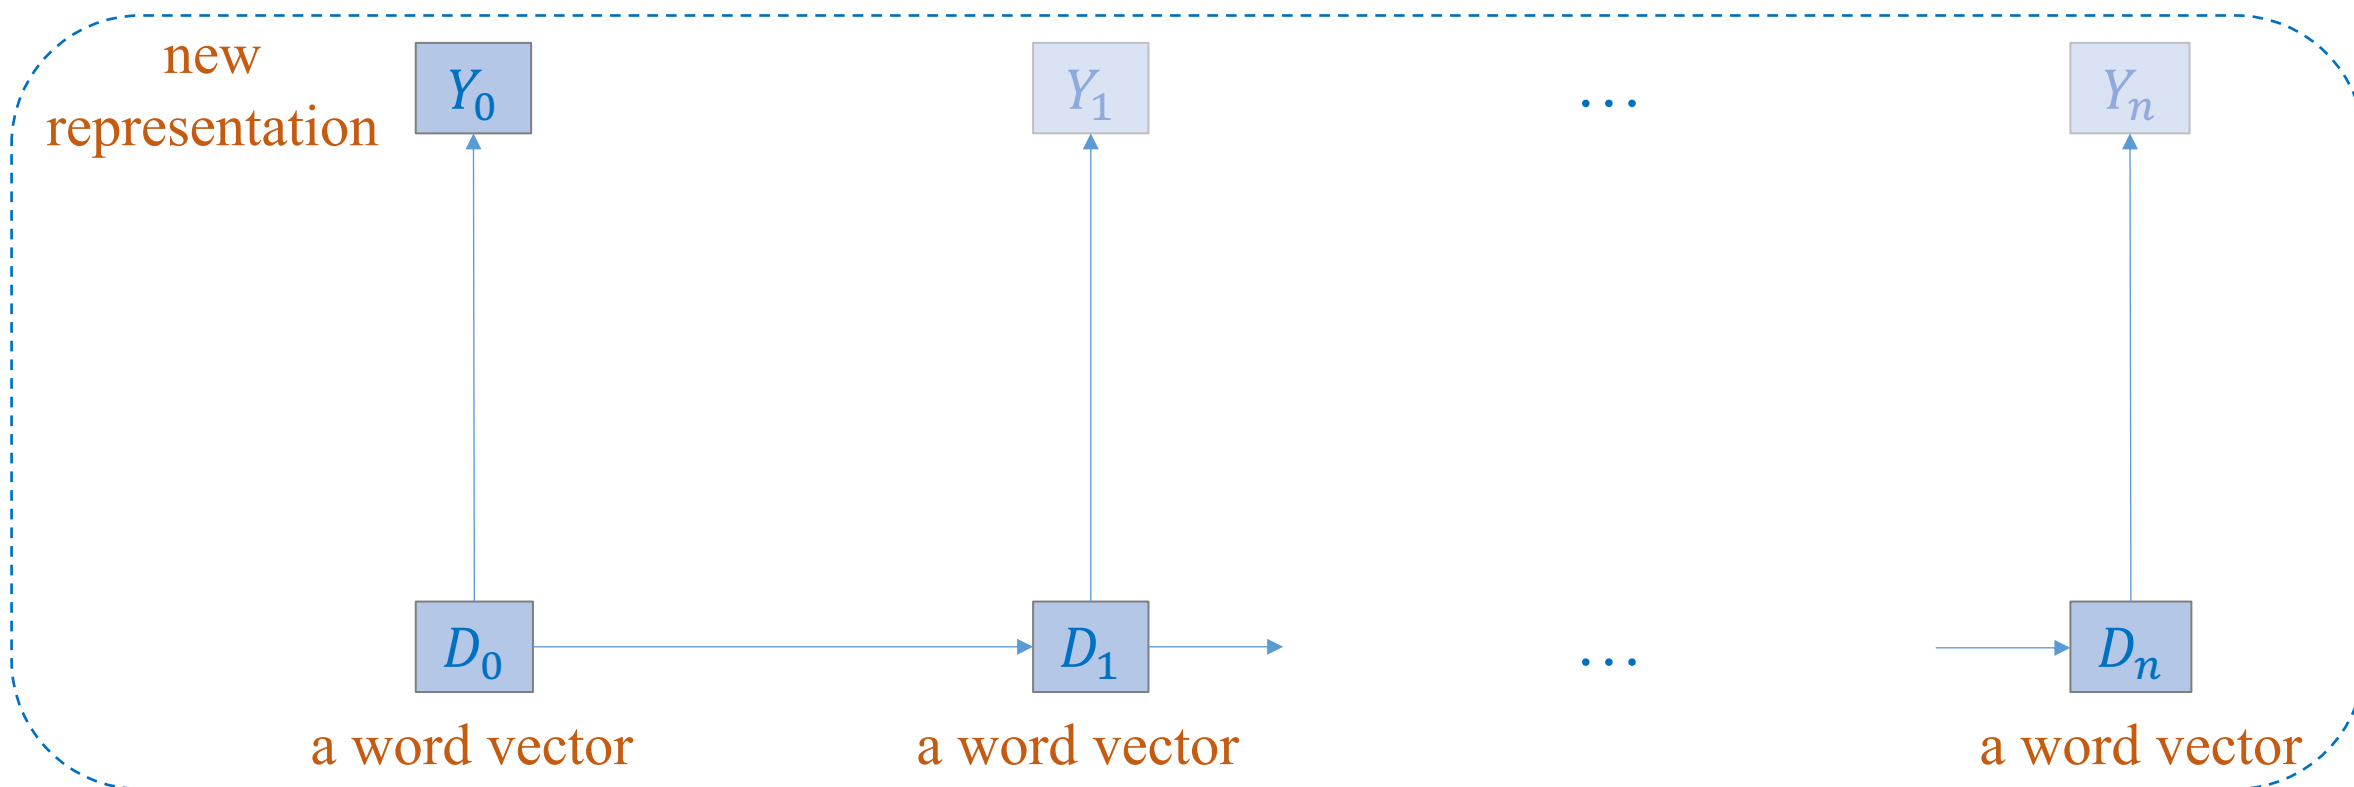 new
representation
Y₀
Y₁
…
Yₙ
D₀
D₁
…
Dₙ
a word vector
a word vector
a word vector